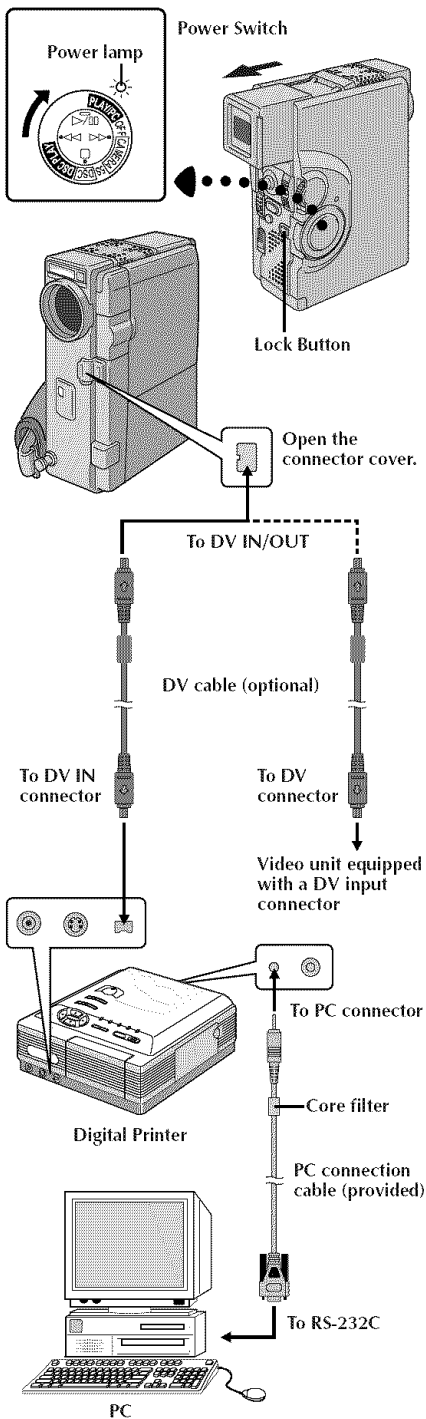 Power Switch
Power lamp
PLAY/PC
OFF
CAMERA
5S
DSC
DSC PLAY
Lock Button
Open the
connector cover.
To DV IN/OUT
DV cable (optional)
To DV IN
connector
To DV
connector
Video unit equipped
with a DV input
connector
To PC connector
Core filter
Digital Printer
PC connection
cable (provided)
To RS-232C
PC